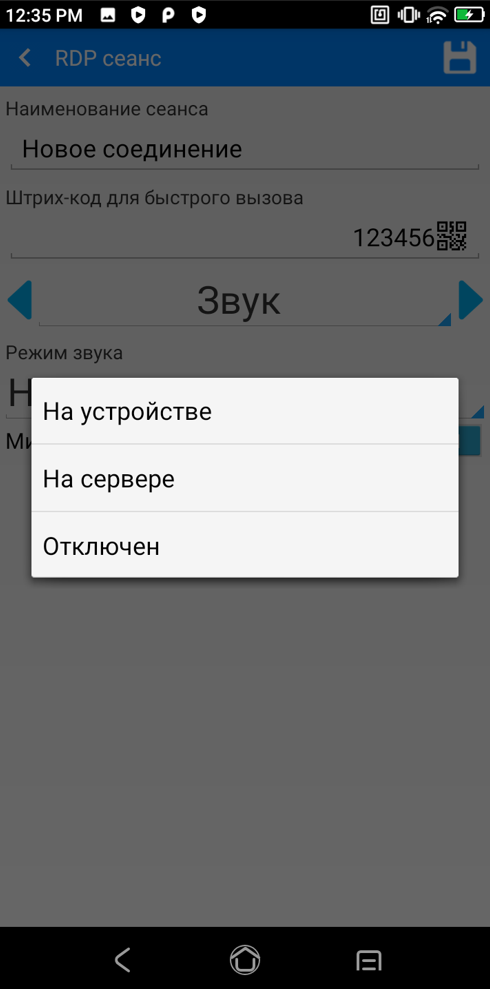 12:35 PM
RDP сеанс
Наименование сеанса
Новое соединение
Штрих-код для быстрого вызова
123456
Звук
Режим звука
На устройстве
На сервере
Отключен